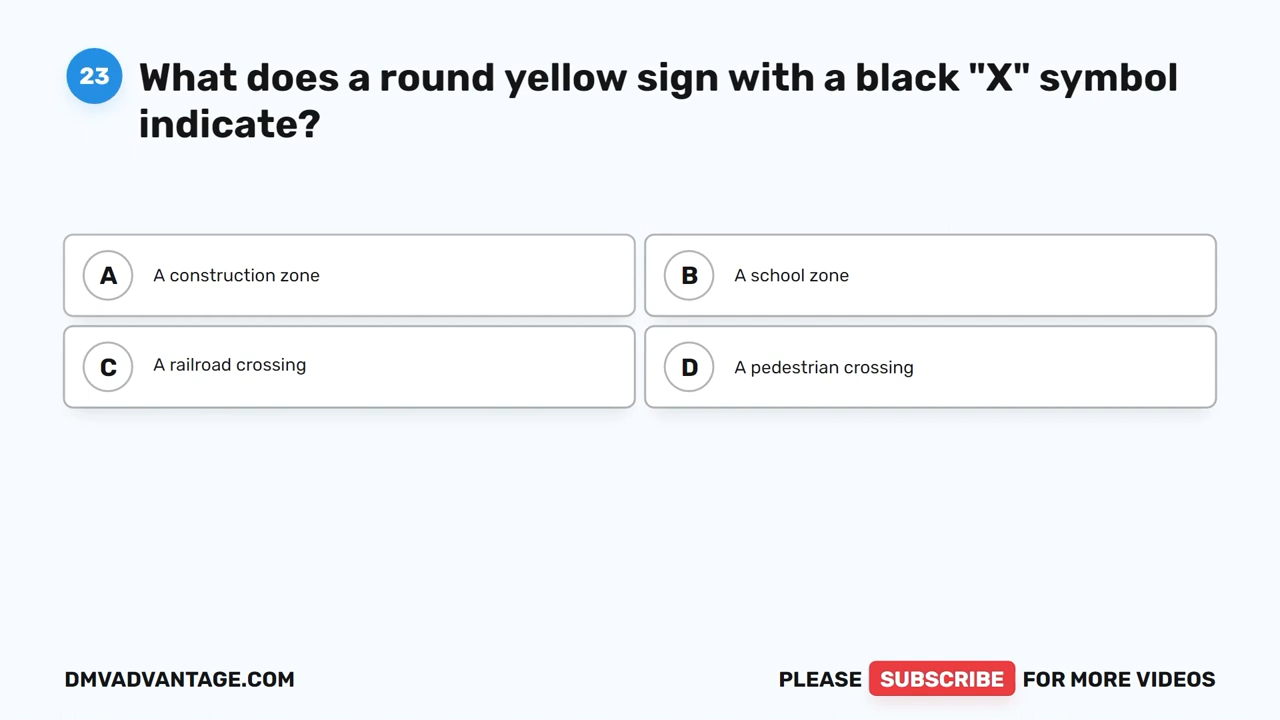 23 What does a round yellow sign with a black "X" symbol
indicate?
A A construction zone
B A school zone
C A railroad crossing
D A pedestrian crossing
DMVADVANTAGE.COM
PLEASE SUBSCRIBE FOR MORE VIDEOS